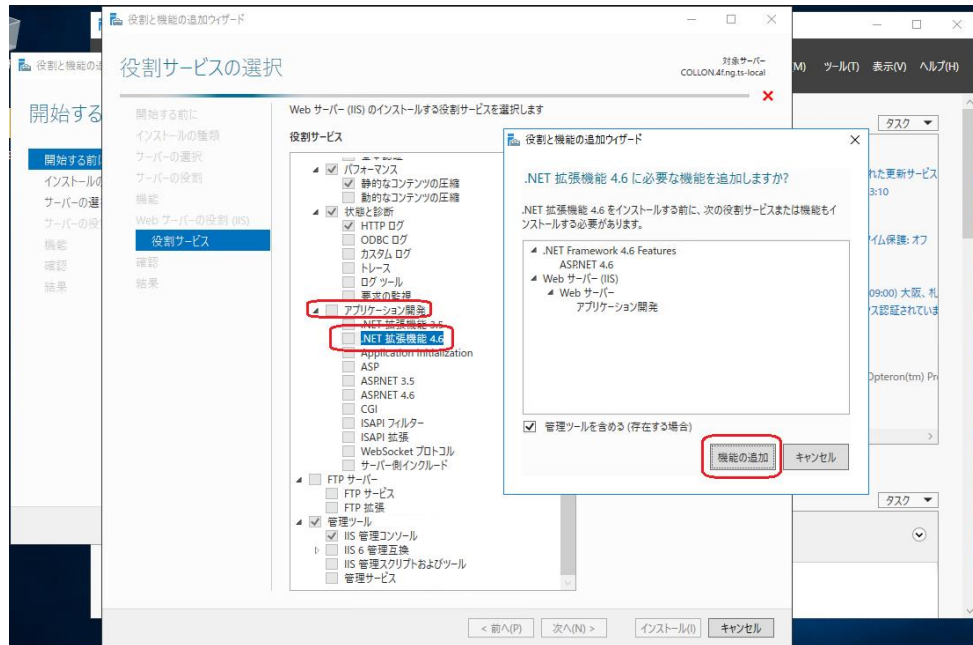 役割と機能の追加ウィザード
役割と機能の
(M) ツール(T) 表示(V) ヘルプ(H)
役割サービスの選択
対象サーバー
COLLON.4f.ng.ts-local
開始する
開始する前
インストールの
サーバーの選
サーバーの役
機能
確認
結果
開始する前に
インストールの種類
サーバーの選択
サーバーの役割
機能
Web サーバーの役割 (IIS)
役割サービス
確認
結果
Web サーバー (IIS) のインストールする役割サービスを選択します
役割サービス
パフォーマンス
静的なコンテンツの圧縮
動的なコンテンツの圧縮
状態と診断
HTTP ログ
ODBC ログ
カスタム ログ
トレース
ログ ツール
要求の監視
アプリケーション開発
.NET 拡張機能 3.5
.NET 拡張機能 4.6
Application Initialization
ASP
ASP.NET 3.5
ASP.NET 4.6
CGI
ISAPI フィルター
ISAPI 拡張
WebSocket プロトコル
サーバー側インクルード
FTP サーバー
FTP サービス
FTP 拡張
管理ツール
IIS 管理コンソール
IIS 6 管理互換
IIS 管理スクリプトおよびツール
管理サービス
< 前へ(P) 次へ(N) > インストール(I) キャンセル
役割と機能の追加ウィザード
.NET 拡張機能 4.6 に必要な機能を追加しますか?
.NET 拡張機能 4.6 をインストールする前に、次の役割サービスまたは機能もイ
ンストールする必要があります。
.NET Framework 4.6 Features
ASP.NET 4.6
Web サーバー (IIS)
Web サーバー
アプリケーション開発
管理ツールを含める (存在する場合)
機能の追加 キャンセル
タスク
れた更新サービス
3:10
イム保護: オフ
09:00) 大阪、札
ス認証されていま
Opteron(tm) Pr
タスク